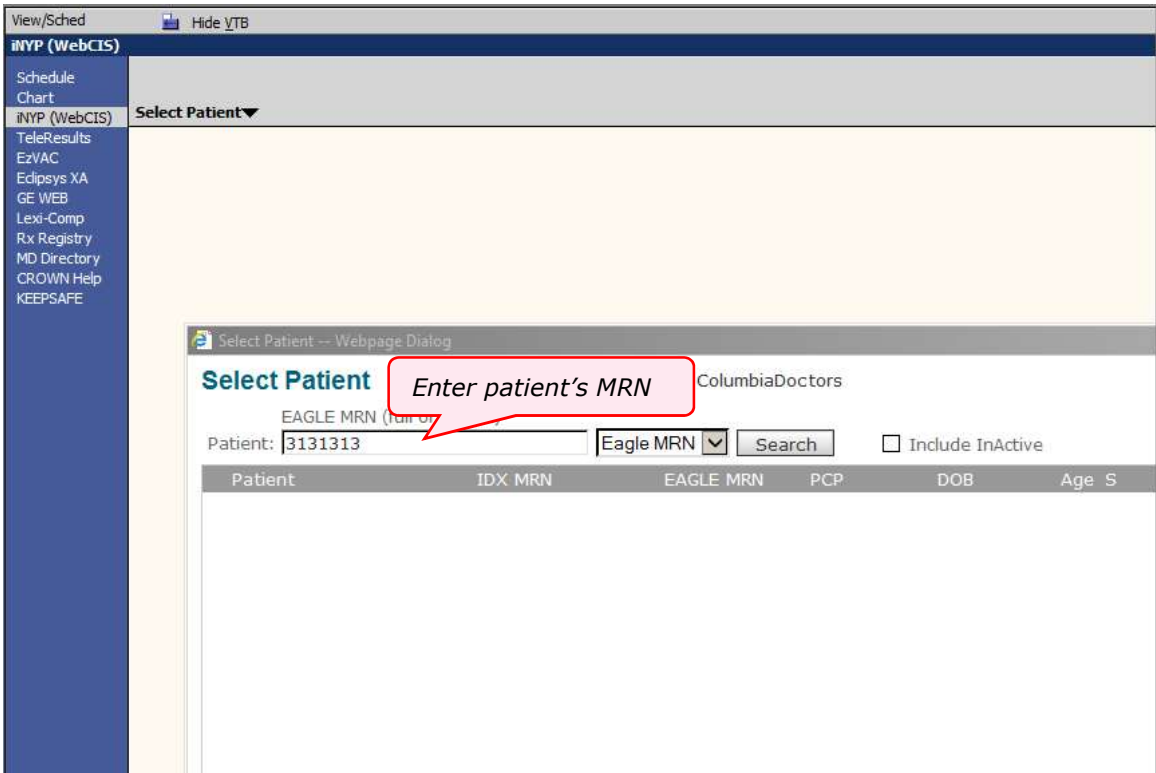 View/Sched Hide VTB
iNYP (WebCIS)
Schedule
Chart
iNYP (WebCIS)
TeleResults
EzVAC
Eclipsys XA
GE WEB
Lexi-Comp
Rx Registry
MD Directory
CROWN Help
KEEPSAFE
Select Patient
Select Patient -- Webpage Dialog
Select Patient ColumbiaDoctors
Enter patient's MRN
EAGLE MRN (full or
Patient: 3131313 Eagle MRN Search Include InActive
Patient IDX MRN EAGLE MRN PCP DOB Age S